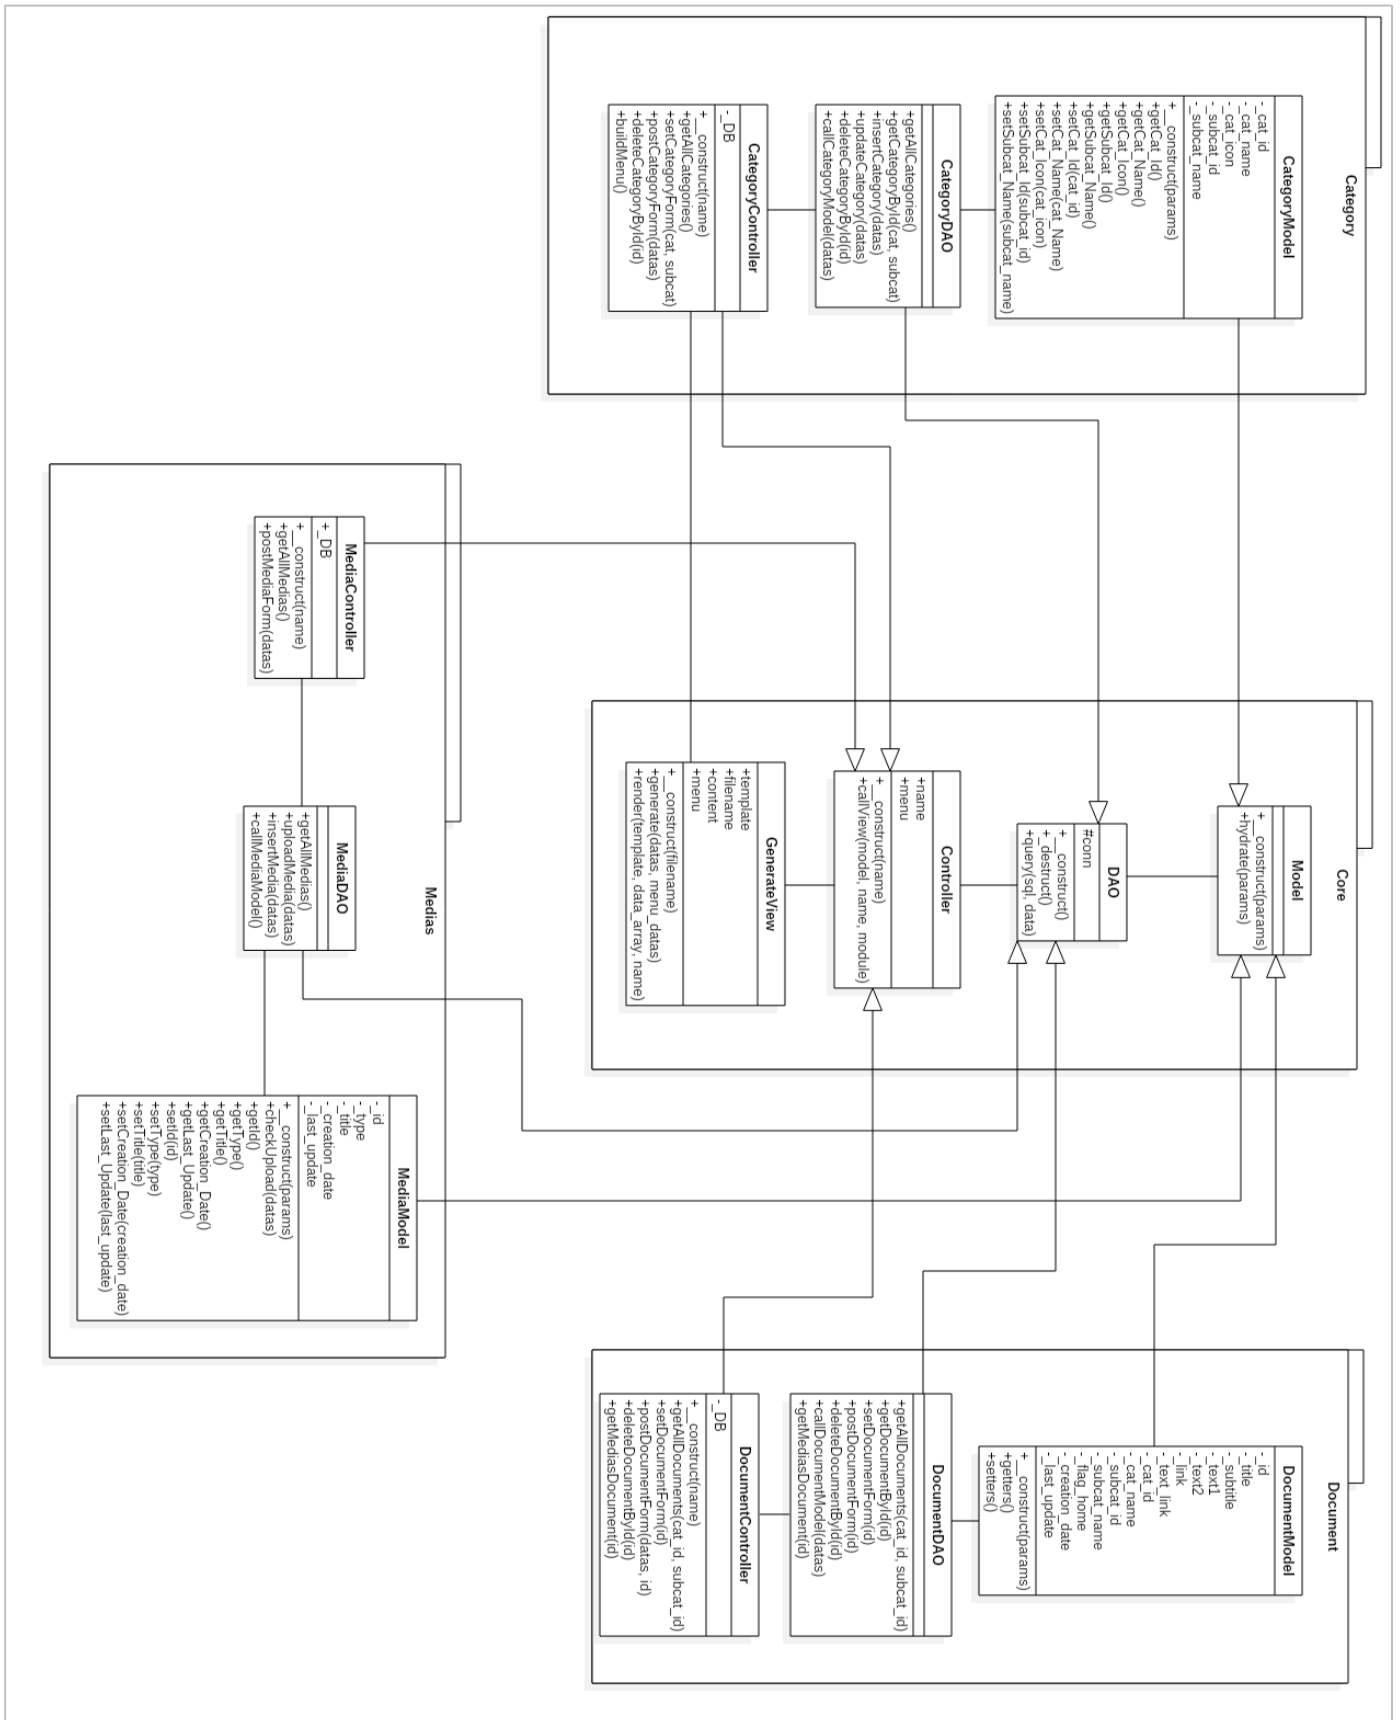 Category
CategoryModel
-_cat_id
-_cat_name
-_cat_icon
-_subcat_id
-_subcat_name
+__construct(params)
+getCat_Id()
+getCat_Name()
+getCat_Icon()
+getSubcat_Id()
+getSubcat_Name()
+setCat_Id(cat_id)
+setCat_Name(cat_Name)
+setCat_Icon(cat_icon)
+setSubcat_Id(subcat_id)
+setSubcat_Name(subcat_name)
CategoryDAO
+getAllCategories()
+getCategoryById(cat, subcat)
+insertCategory(datas)
+updateCategory(datas)
+deleteCategoryById(id)
+callCategoryModel(datas)
CategoryController
-_DB
+__construct(name)
+getAllCategories()
+setCategoryForm(cat, subcat)
+postCategoryForm(datas)
+deleteCategoryById(id)
+buildMenu()
Core
Model
+__construct(params)
+hydrate(params)
DAO
#conn
+__construct()
+_destruct()
+query(sql, data)
Controller
+name
+menu
+__construct(name)
+callView(model, name, module)
GenerateView
+template
+filename
+content
+menu
+__construct(filename)
+generate(datas, menu_datas)
+render(template, data_array, name)
Document
DocumentModel
-_id
-_title
-_subtitle
-_text1
-_text2
-_link
-_text_link
-_cat_id
-_cat_name
-_subcat_id
-_subcat_name
-_flag_home
-_creation_date
-_last_update
+__construct(params)
+getters()
+setters()
DocumentDAO
+getAllDocuments(cat_id, subcat_id)
+getDocumentById(id)
+setDocumentForm(id)
+postDocumentForm(id)
+deleteDocumentById(id)
+callDocumentModel(datas)
+getMediasDocument(id)
DocumentController
-_DB
+__construct(name)
+getAllDocuments(cat_id, subcat_id)
+setDocumentForm(id)
+postDocumentForm(datas, id)
+deleteDocumentById(id)
+getMediasDocument(id)
Medias
MediaController
+_DB
+__construct(name)
+getAllMedias()
+postMediaForm(datas)
MediaDAO
+getAllMedias()
+uploadMedia(datas)
+insertMedia(datas)
+callMediaModel()
MediaModel
-_id
-_type
-_title
-_creation_date
-_last_update
+__construct(params)
+checkUpload(datas)
+getId()
+getType()
+getTitle()
+getCreation_Date()
+getLast_Update()
+setId(id)
+setType(type)
+setTitle(title)
+setCreation_Date(creation_date)
+setLast_Update(last_update)